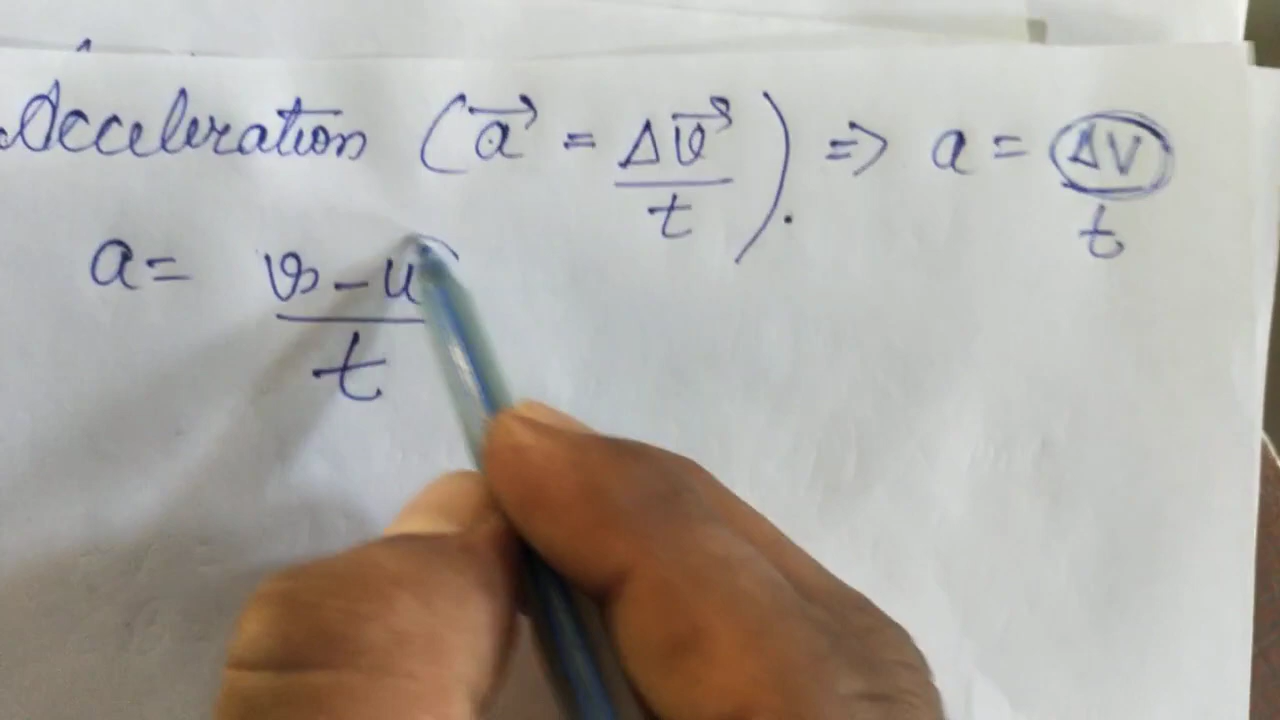 Acceleration (a⃗ = Δv⃗/t). => a = ΔV/t
a = v - u/t